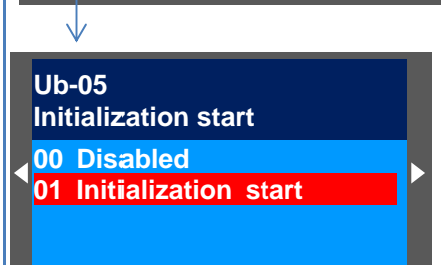 Ub-05
Initialization start
00 Disabled
01 Initialization start